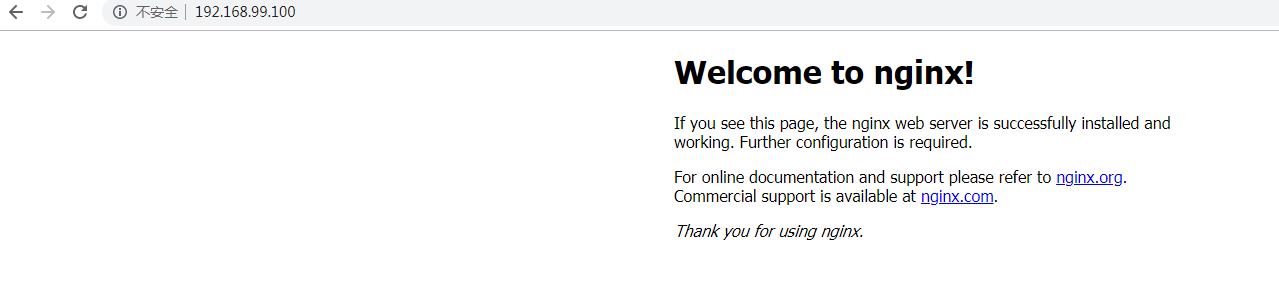 不安全 192.168.99.100
Welcome to nginx!
If you see this page, the nginx web server is successfully installed and
working. Further configuration is required.
For online documentation and support please refer to nginx.org.
Commercial support is available at nginx.com.
Thank you for using nginx.